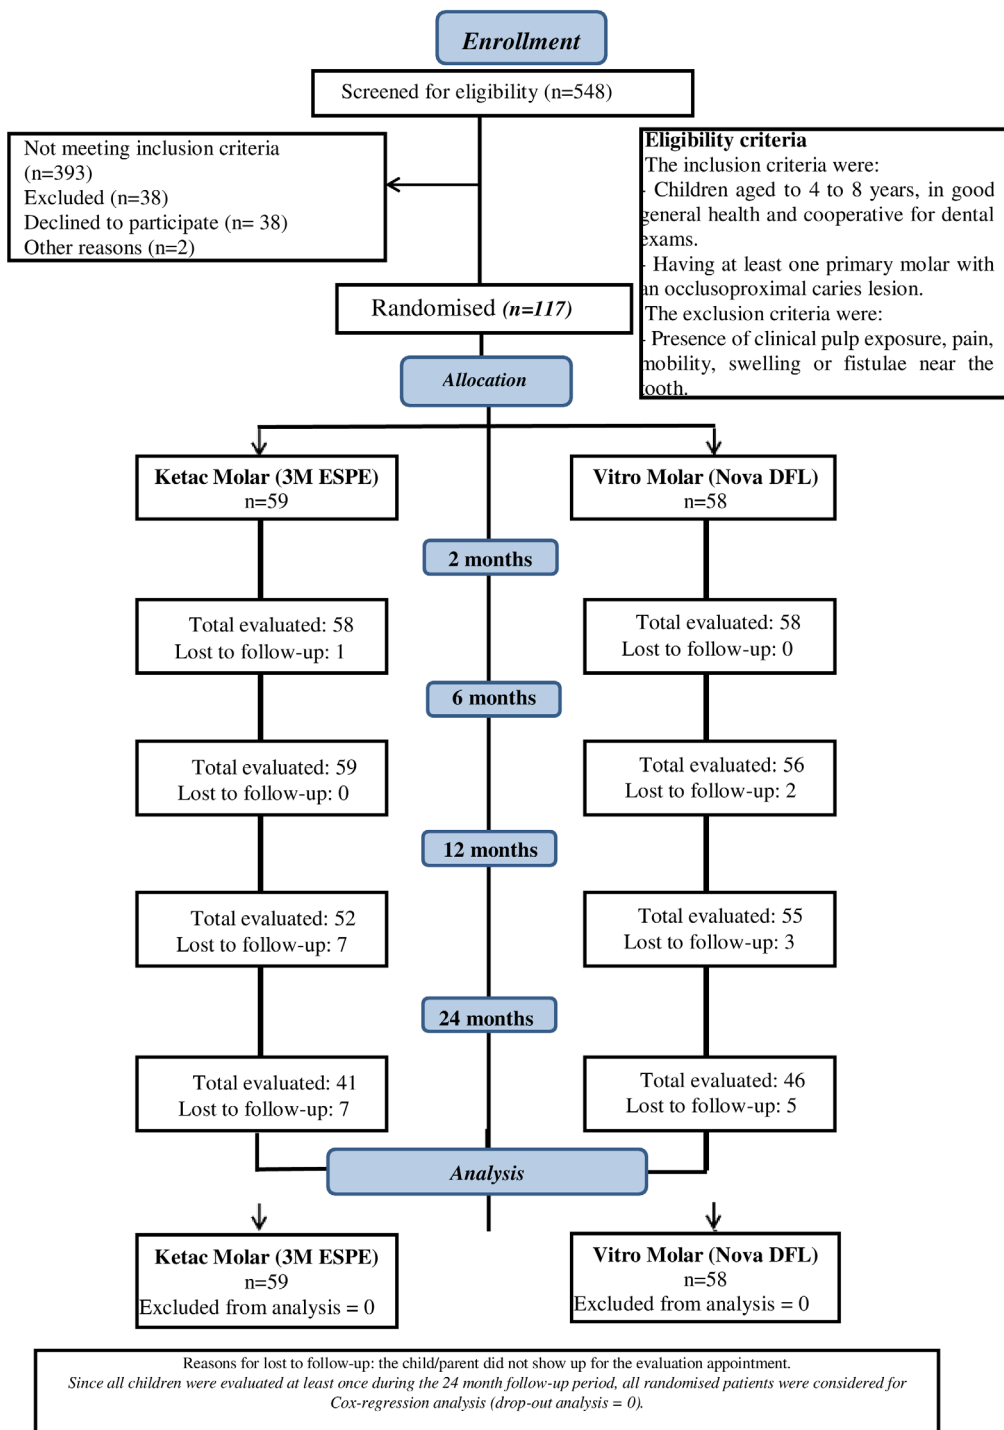 Enrollment
Screened for eligibility (n=548)
Not meeting inclusion criteria
(n=393)
Excluded (n=38)
Declined to participate (n= 38)
Other reasons (n=2)
Eligibility criteria
The inclusion criteria were:
- Children aged to 4 to 8 years, in good
general health and cooperative for dental
exams.
- Having at least one primary molar with
an occlusoproximal caries lesion.
The exclusion criteria were:
- Presence of clinical pulp exposure, pain,
mobility, swelling or fistulae near the
tooth.
Randomised (n=117)
Allocation
Ketac Molar (3M ESPE)
n=59
Vitro Molar (Nova DFL)
n=58
2 months
Total evaluated: 58
Lost to follow-up: 1
Total evaluated: 58
Lost to follow-up: 0
6 months
Total evaluated: 59
Lost to follow-up: 0
Total evaluated: 56
Lost to follow-up: 2
12 months
Total evaluated: 52
Lost to follow-up: 7
Total evaluated: 55
Lost to follow-up: 3
24 months
Total evaluated: 41
Lost to follow-up: 7
Total evaluated: 46
Lost to follow-up: 5
Analysis
Ketac Molar (3M ESPE)
n=59
Excluded from analysis = 0
Vitro Molar (Nova DFL)
n=58
Excluded from analysis = 0
Reasons for lost to follow-up: the child/parent did not show up for the evaluation appointment.
Since all children were evaluated at least once during the 24 month follow-up period, all randomised patients were considered for
Cox-regression analysis (drop-out analysis = 0).